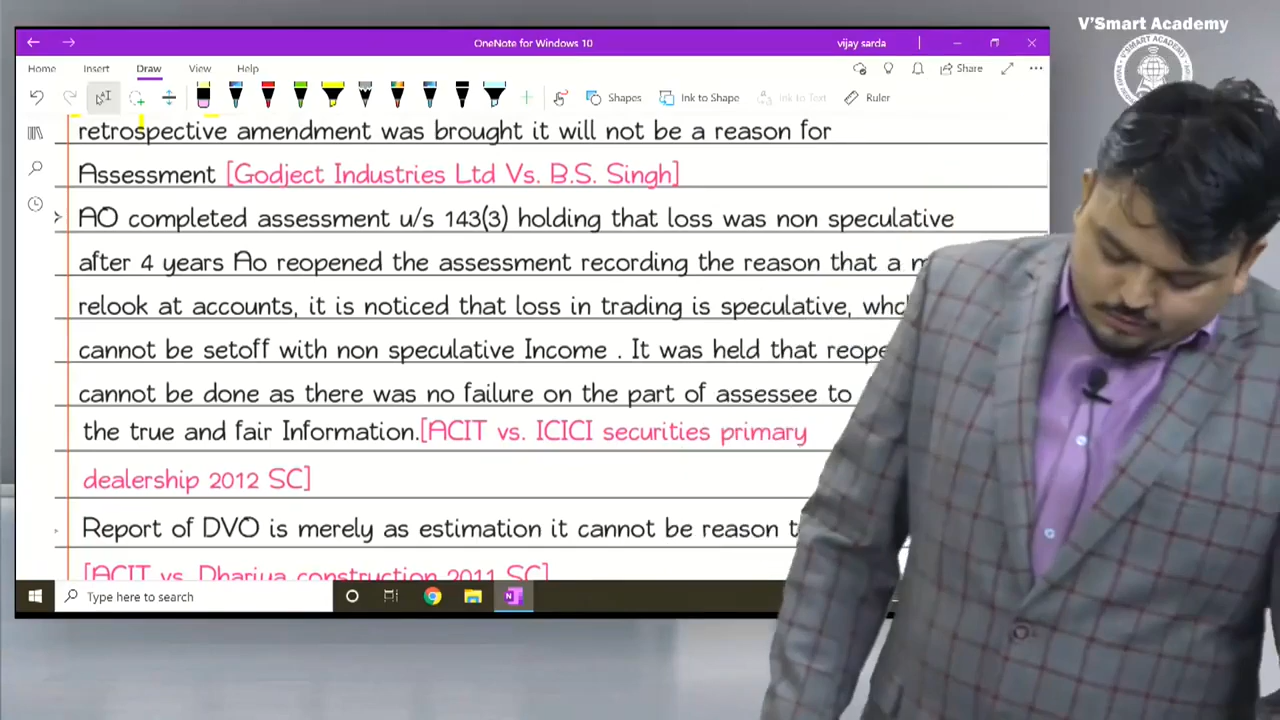 V'Smart Academy
OneNote for Windows 10
vijay sarda
Home Insert Draw View Help
Share
Shapes Ink to Shape Ink to Text Ruler
retrospective amendment was brought it will not be a reason for
Assessment [Godject Industries Ltd Vs. B.S. Singh]
AO completed assessment u/s 143(3) holding that loss was non speculative
after 4 years Ao reopened the assessment recording the reason that a
relook at accounts, it is noticed that loss in trading is speculative,
cannot be setoff with non speculative Income . It was held that
cannot be done as there was no failure on the part of assessee to
the true and fair Information.[ACIT vs. ICICI securities primary
dealership 2012 SC]
Report of DVO is merely as estimation it cannot be reason
[ACIT vs. Dhariya construction 2011 SC]
Type here to search